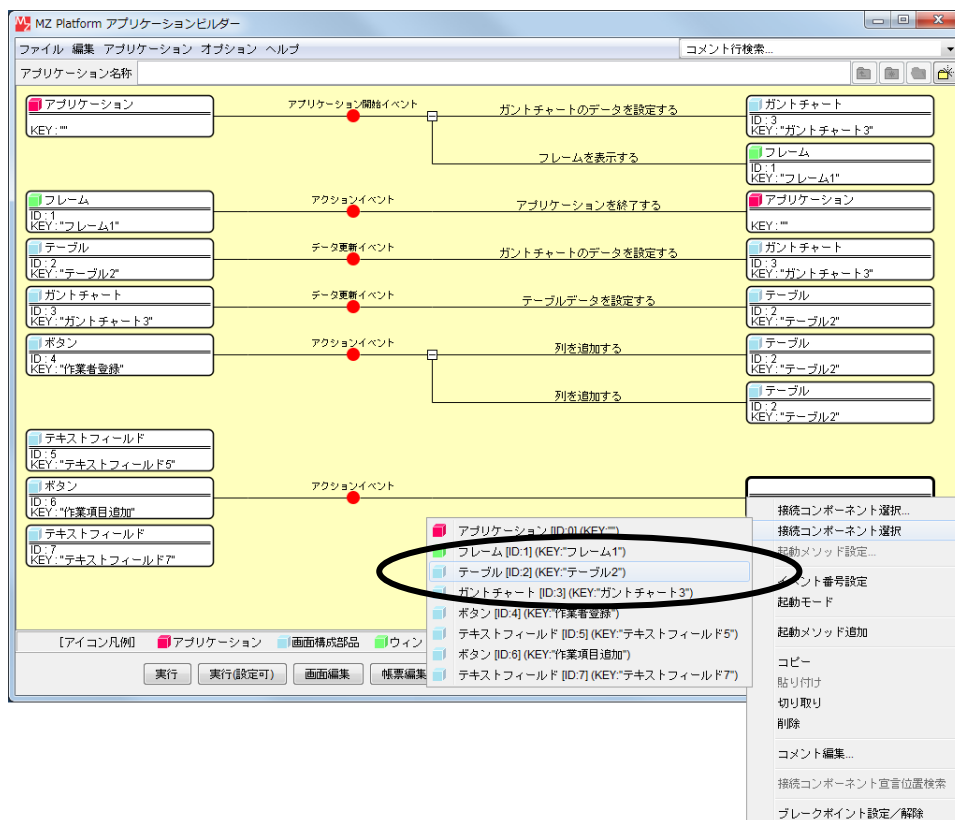 MZ Platform アプリケーションビルダー
ファイル 編集 アプリケーション オプション ヘルプ
コメント行検索...
アプリケーション名称
アプリケーション
KEY:""
アプリケーション開始イベント
ガントチャートのデータを設定する
ガントチャート
ID:3
KEY:"ガントチャート3"
フレームを表示する
フレーム
ID:1
KEY:"フレーム1"
フレーム
ID:1
KEY:"フレーム1"
アクションイベント
アプリケーションを終了する
アプリケーション
KEY:""
テーブル
ID:2
KEY:"テーブル2"
データ更新イベント
ガントチャートのデータを設定する
ガントチャート
ID:3
KEY:"ガントチャート3"
ガントチャート
ID:3
KEY:"ガントチャート3"
データ更新イベント
テーブルデータを設定する
テーブル
ID:2
KEY:"テーブル2"
ボタン
ID:4
KEY:"作業者登録"
アクションイベント
列を追加する
テーブル
ID:2
KEY:"テーブル2"
列を追加する
テーブル
ID:2
KEY:"テーブル2"
テキストフィールド
ID:5
KEY:"テキストフィールド5"
ボタン
ID:6
KEY:"作業項目追加"
アクションイベント
テキストフィールド
ID:7
KEY:"テキストフィールド7"
アプリケーション [ID:0] (KEY:"")
フレーム [ID:1] (KEY:"フレーム1")
テーブル [ID:2] (KEY:"テーブル2")
ガントチャート [ID:3] (KEY:"ガントチャート3")
ボタン [ID:4] (KEY:"作業者登録")
テキストフィールド [ID:5] (KEY:"テキストフィールド5")
ボタン [ID:6] (KEY:"作業項目追加")
テキストフィールド [ID:7] (KEY:"テキストフィールド7")
接続コンポーネント選択...
接続コンポーネント選択
起動メソッド設定...
イベント番号設定
起動モード
起動メソッド追加
コピー
貼り付け
切り取り
削除
コメント編集...
接続コンポーネント宣言位置検索
ブレークポイント設定/解除
[アイコン凡例] アプリケーション 画面構成部品 ウィン
実行 実行(設定可) 画面編集 帳票編集